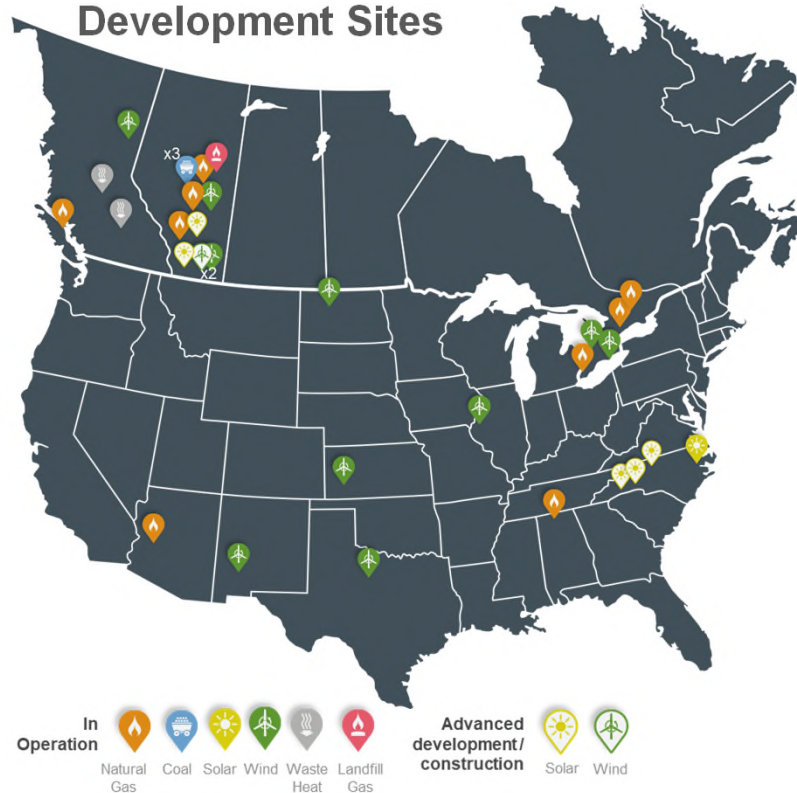 Development Sites
x3
x2
In
Operation
Natural
Gas
Coal
Solar
Wind
Waste
Heat
Landfill
Gas
Advanced
development/
construction
Solar
Wind